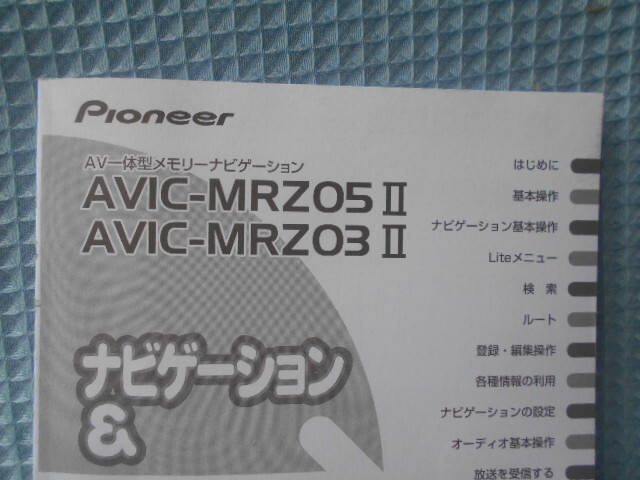 Pioneer
AV一体型メモリーナビゲーション
AVIC-MRZ05 II
AVIC-MRZ03 II
ナビゲーション
&
はじめに
基本操作
ナビゲーション基本操作
Liteメニュー
検 索
ルート
登録・編集操作
各種情報の利用
ナビゲーションの設定
オーディオ基本操作
放送を受信する